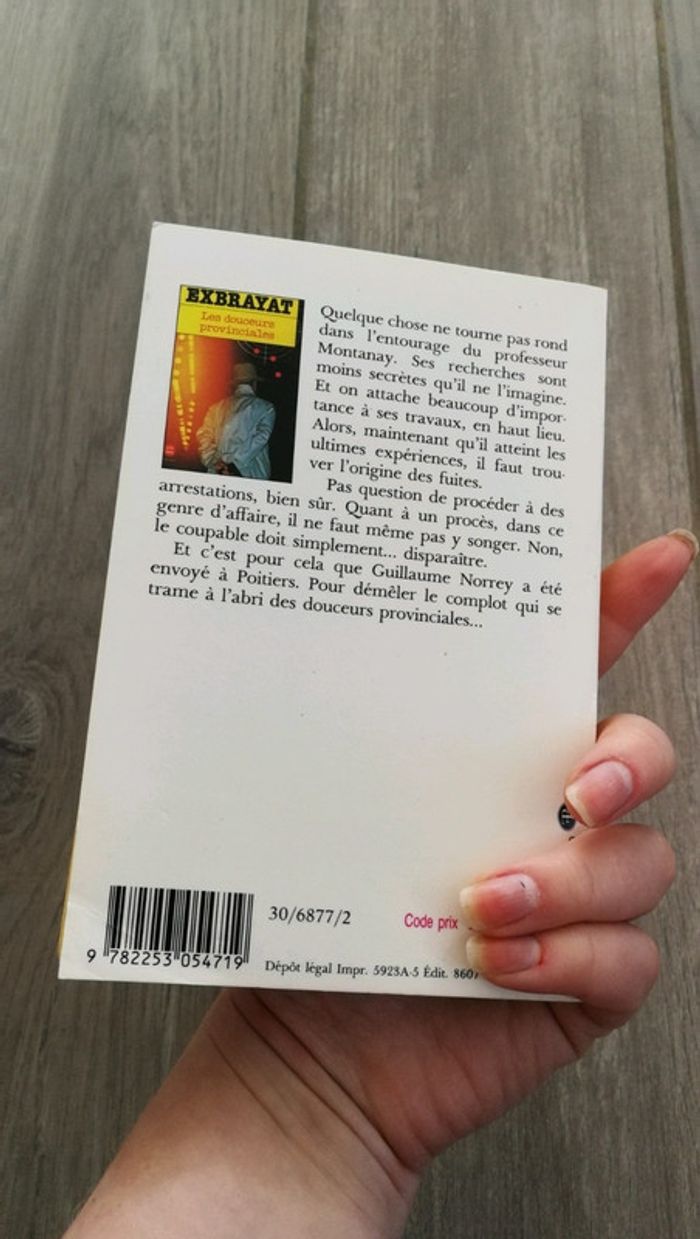 EXBRAYAT
Les douceurs
provinciales
Quelque chose ne tourne pas rond
dans l'entourage du professeur
Montanay. Ses recherches sont
moins secrètes qu'il ne l'imagine.
Et on attache beaucoup d'impor-
tance à ses travaux, en haut lieu.
Alors, maintenant qu'il atteint les
ultimes expériences, il faut trou-
ver l'origine des fuites.
Pas question de procéder à des
arrestations, bien sûr. Quant à un procès, dans ce
genre d'affaire, il ne faut même pas y songer. Non,
le coupable doit simplement... disparaître.
Et c'est pour cela que Guillaume Norrey a été
envoyé à Poitiers. Pour démêler le complot qui se
trame à l'abri des douceurs provinciales...
30/6877/2
Code prix
9 782253 054719
Dépôt légal Impr. 5923A-5 Édit. 8607